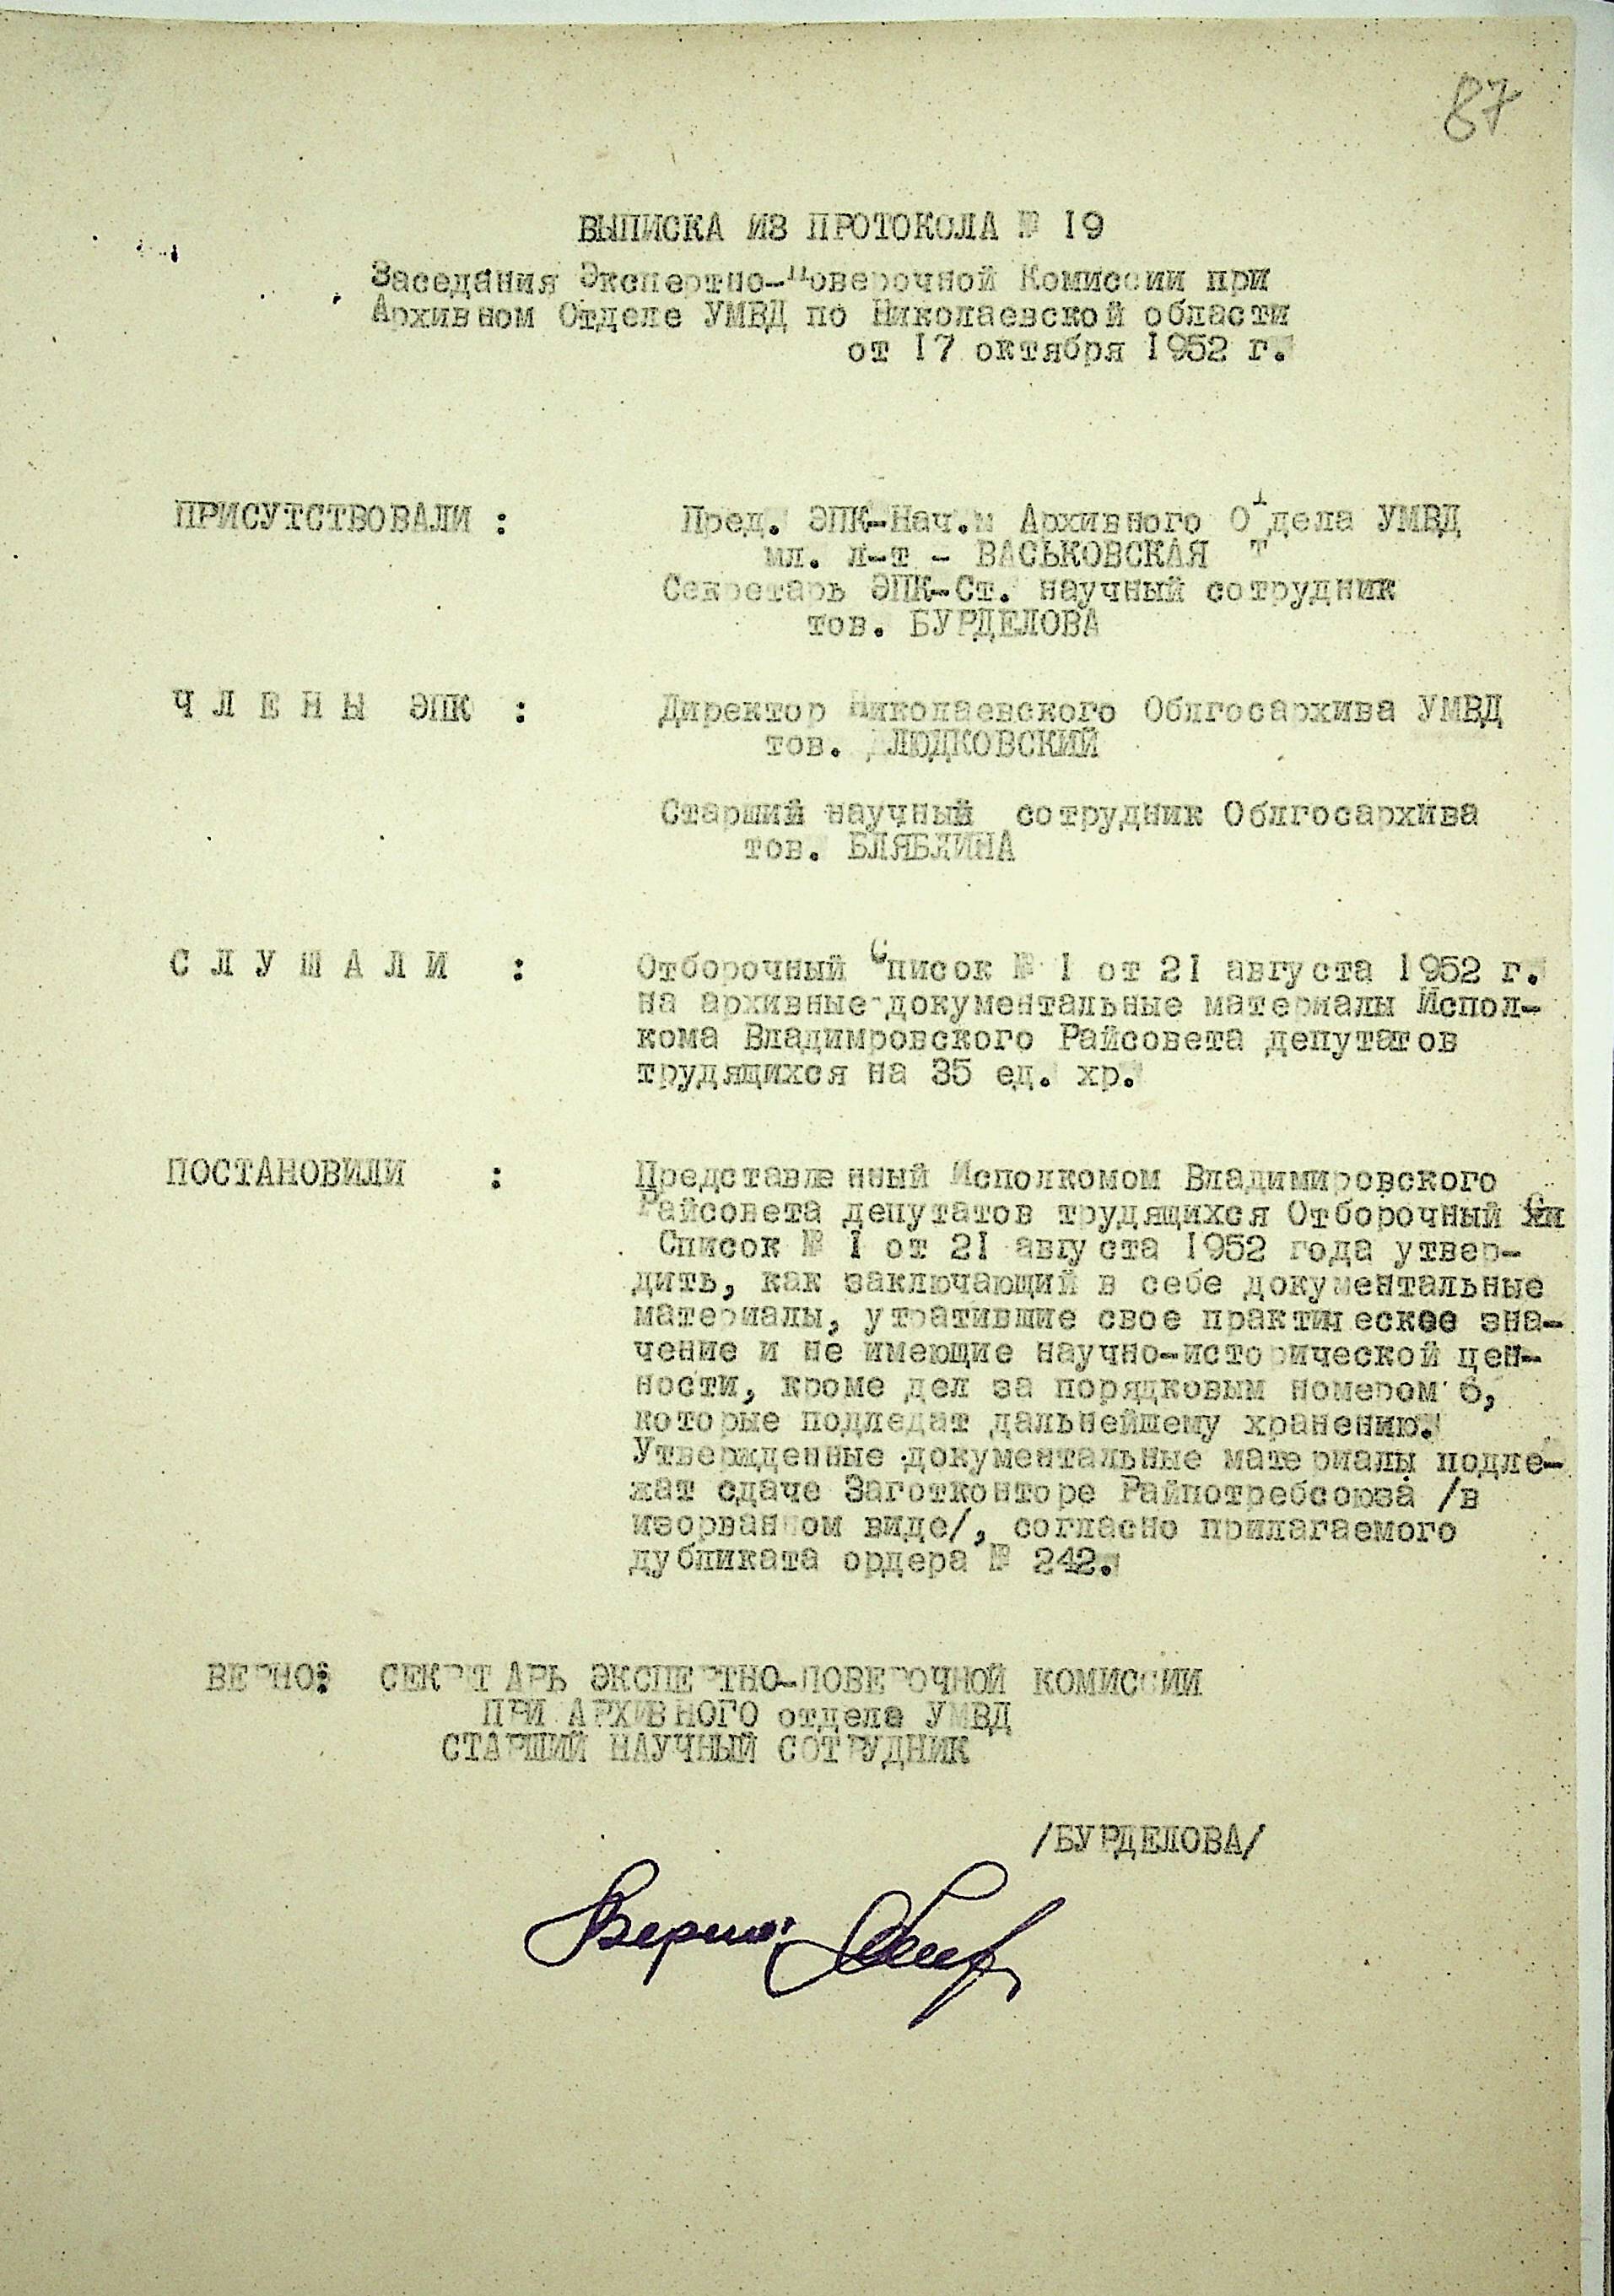 87
ВЫПИСКА ИЗ ПРОТОКОЛА № 19
Заседания Экспертно-Поверочной Комиссии при
Архивном Отделе УМВД по Николаевской области
от 17 октября 1952 г.
ПРИСУТСТВОВАЛИ : Пред. ЭПК-Нач. Архивного Отдела УМВД
мл. л-т - ВАСЬКОВСКАЯ
Секретарь ЭПК-Ст. научный сотрудник
тов. БУРДЕЛОВА
Ч Л Е Н Ы ЭПК : Директор Николаевского Облгосархива УМВД
тов. ЛЮДКОВСКИЙ
Старший научный сотрудник Облгосархива
тов. БЛЯБЛИНА
С Л У Ш А Л И : Отборочный Список № 1 от 21 августа 1952 г.
на архивные документальные материалы Испол-
кома Владимровского Райсовета депутатов
трудящихся на 35 ед. хр.
ПОСТАНОВИЛИ : Представленный Исполкомом Владимировского
Райсовета депутатов трудящихся Отборочный
Список № 1 от 21 августа 1952 года утвер-
дить, как заключающий в себе документальные
материалы, утратившие свое практическое зна-
чение и не имеющие научно-исторической цен-
ности, кроме дел за порядковым номером 6,
которые подледат дальнейшему хранению.
Утвержденные документальные материалы подле-
жат сдаче Заготконторе Райпотребсоюза /в
изорванном виде/, согласно прилагаемого
дубликата ордера № 242.
ВЕРНО: СЕКРЕТАРЬ ЭКСПЕРТНО-ПОВЕРОЧНОЙ КОМИССИИ
ПРИ АРХИВНОГО отдела УМВД
СТАРШИЙ НАУЧНЫЙ СОТРУДНИК
/БУРДЕЛОВА/
Верно: